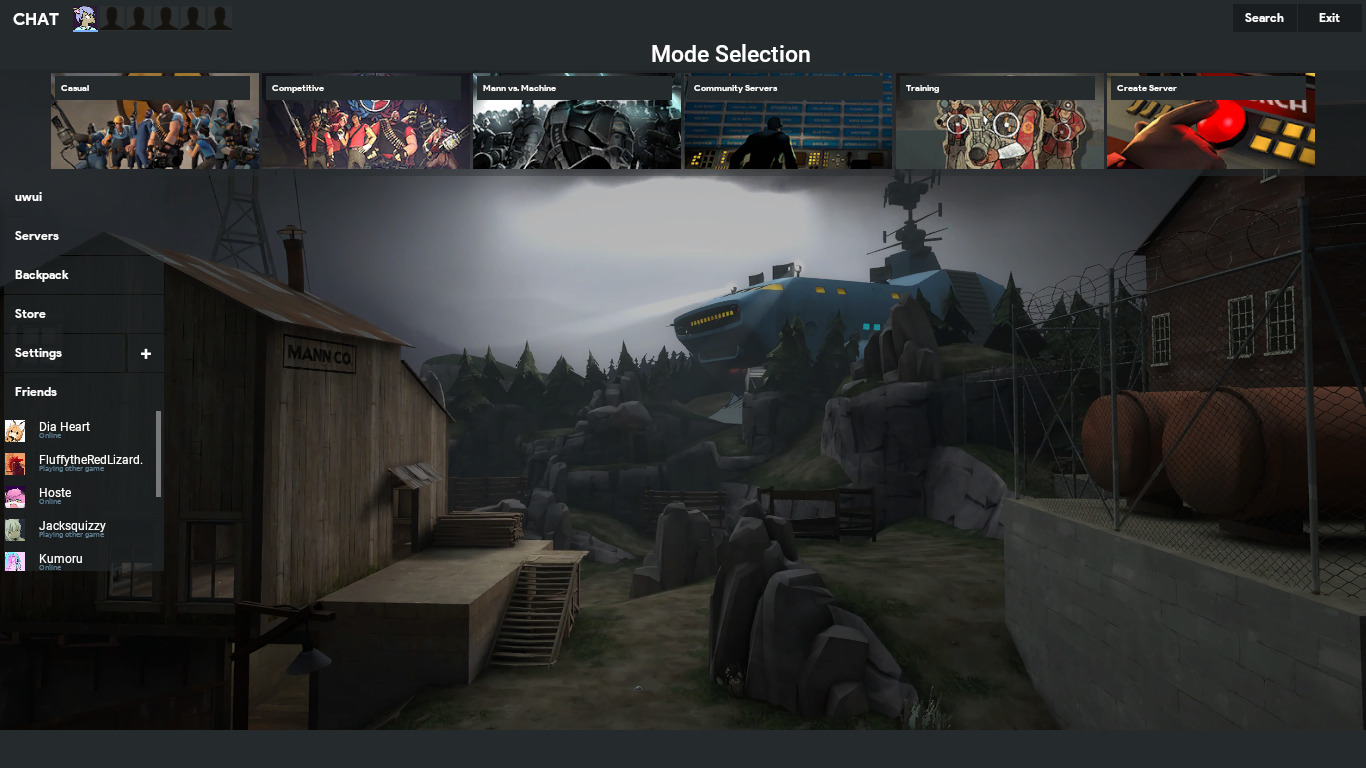 CHAT
Search
Exit
Mode Selection
Casual
Competitive
Mann vs. Machine
Community Servers
Training
Create Server
uwui
Servers
Backpack
Store
Settings
+
Friends
Dia Heart
Online
FluffytheRedLizard.
Playing other game
Hoste
Online
Jacksquizzy
Playing other game
Kumoru
Online
MANN CO